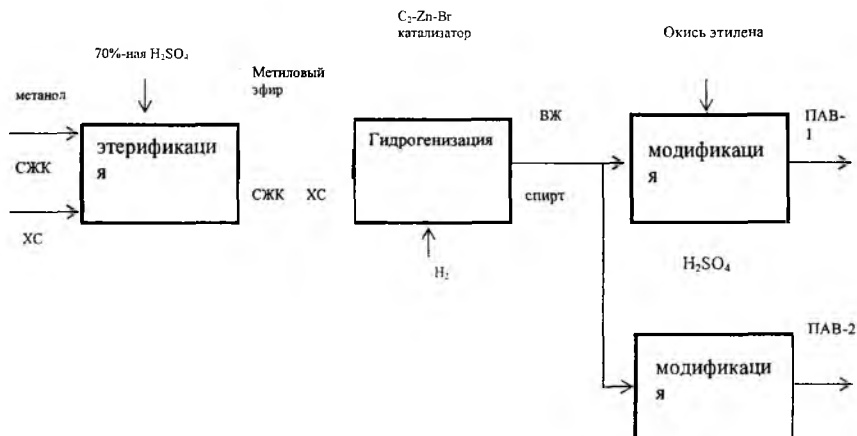 C₂-Zn-Br
катализатор
Окись этилена
70%-ная H₂SO₄
Метиловый
эфир
метанол
этерификаци
я
СЖК
ХС
СЖК ХС
Гидрогенизация
H₂
ВЖ
спирт
модификаци
я
ПАВ-
1
H₂SO₄
модификаци
я
ПАВ-2